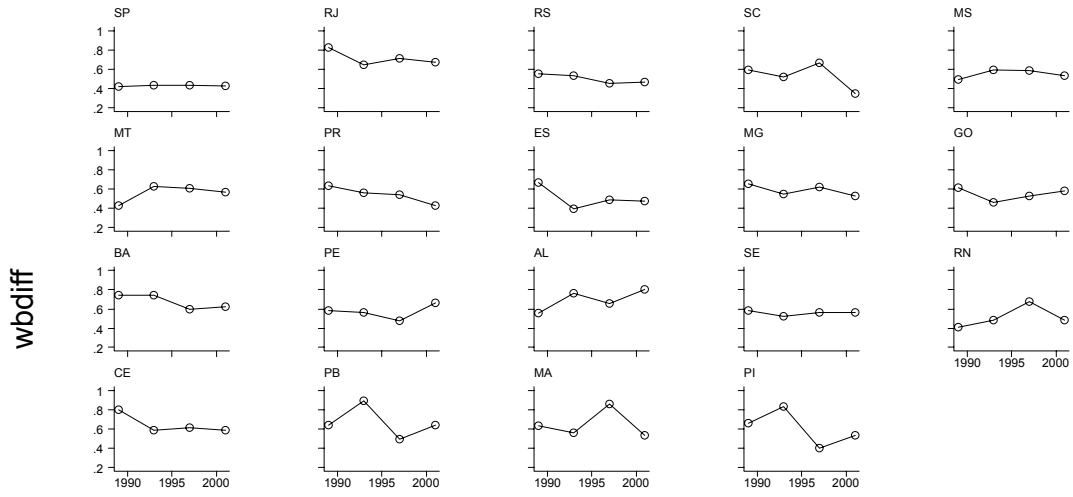 SP RJ RS SC MS
1
.8
.6
.4
.2
MT PR ES MG GO
1
.8
.6
.4
.2
BA PE AL SE RN
1
.8
.6
.4
.2
1990 1995 2000
CE PB MA PI
1
.8
.6
.4
.2
1990 1995 2000 1990 1995 2000 1990 1995 2000 1990 1995 2000
wbdiff